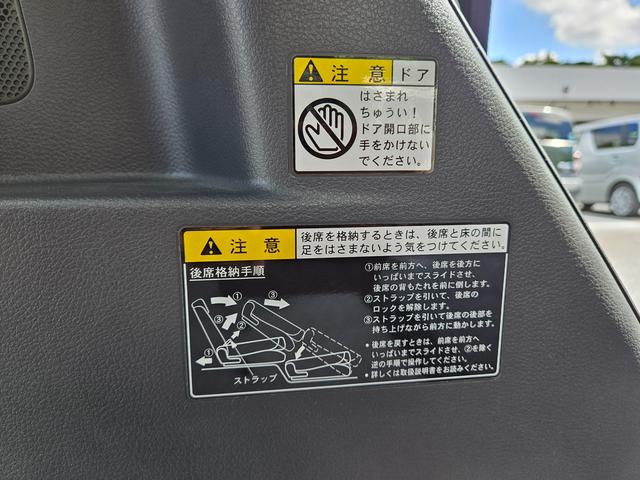 注意 ドア
はさまれ
ちゅうい！
ドア開口部に
手をかけない
でください。
注意
後席を格納するときは、後席と床の間に
足をはさまないよう気をつけてください。
後席格納手順
①前席を前方へ、後席を後方に
いっぱいまでスライドさせ、
後席の背もたれを前に倒します。
②ストラップを引いて、後席の
ロックを解除します。
③ストラップを引いて後席の後部を
持ち上げながら前方に動かします。
• 後席を戻すときは、前席を前方へ
いっぱいまでスライドさせ、②を除く
逆の手順で操作してください。
• 詳しくは取扱説明書をお読みください。
① ③
③
②
①
ストラップ